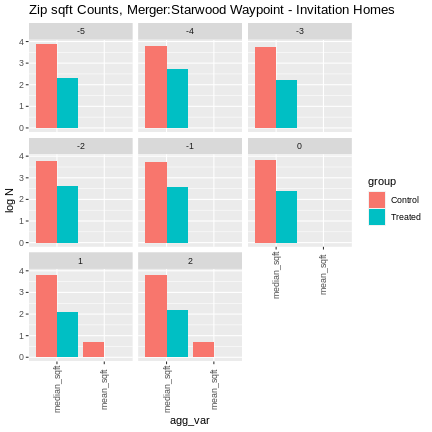 Zip sqft Counts, Merger:Starwood Waypoint - Invitation Homes
-5
-4
-3
4
3
2
1
0
-2
-1
0
4
3
2
1
0
1
2
4
3
2
1
0
median_sqft
mean_sqft
median_sqft
mean_sqft
median_sqft
mean_sqft
log N
agg_var
group
Control
Treated